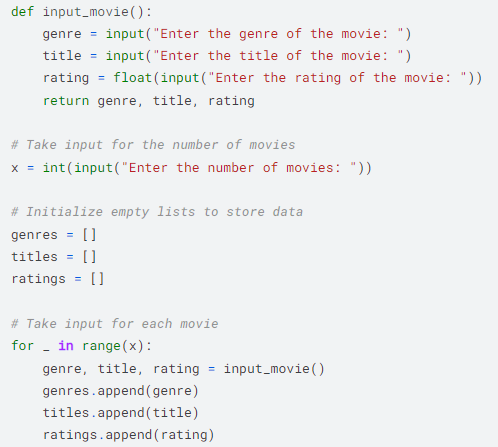 def input_movie():
    genre = input("Enter the genre of the movie: ")
    title = input("Enter the title of the movie: ")
    rating = float(input("Enter the rating of the movie: "))
    return genre, title, rating

# Take input for the number of movies
x = int(input("Enter the number of movies: "))

# Initialize empty lists to store data
genres = []
titles = []
ratings = []

# Take input for each movie
for _ in range(x):
    genre, title, rating = input_movie()
    genres.append(genre)
    titles.append(title)
    ratings.append(rating)